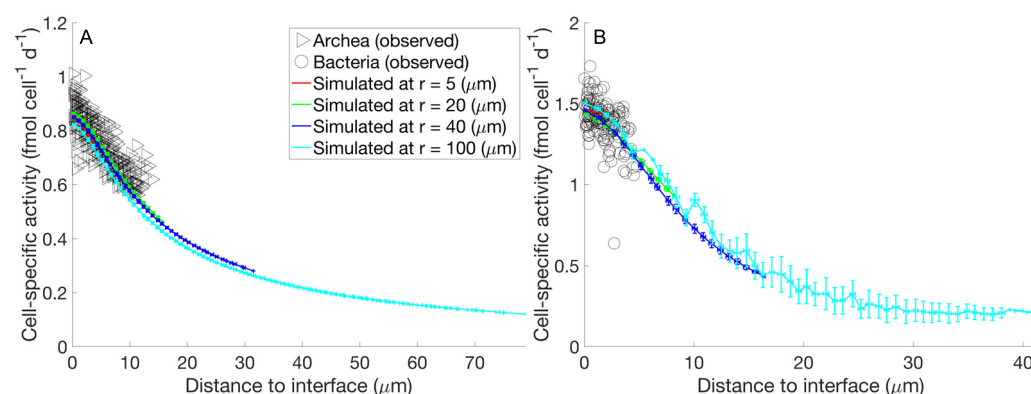 A
Cell-specific activity (fmol cell⁻¹ d⁻¹)
1.2
1
0.8
0.6
0.4
0.2
0
0 10 20 30 40 50 60 70
Distance to interface (μm)
Archea (observed)
Bacteria (observed)
Simulated at r = 5 (μm)
Simulated at r = 20 (μm)
Simulated at r = 40 (μm)
Simulated at r = 100 (μm)
B
Cell-specific activity (fmol cell⁻¹ d⁻¹)
2
1.5
1
0.5
0
0 10 20 30 40
Distance to interface (μm)